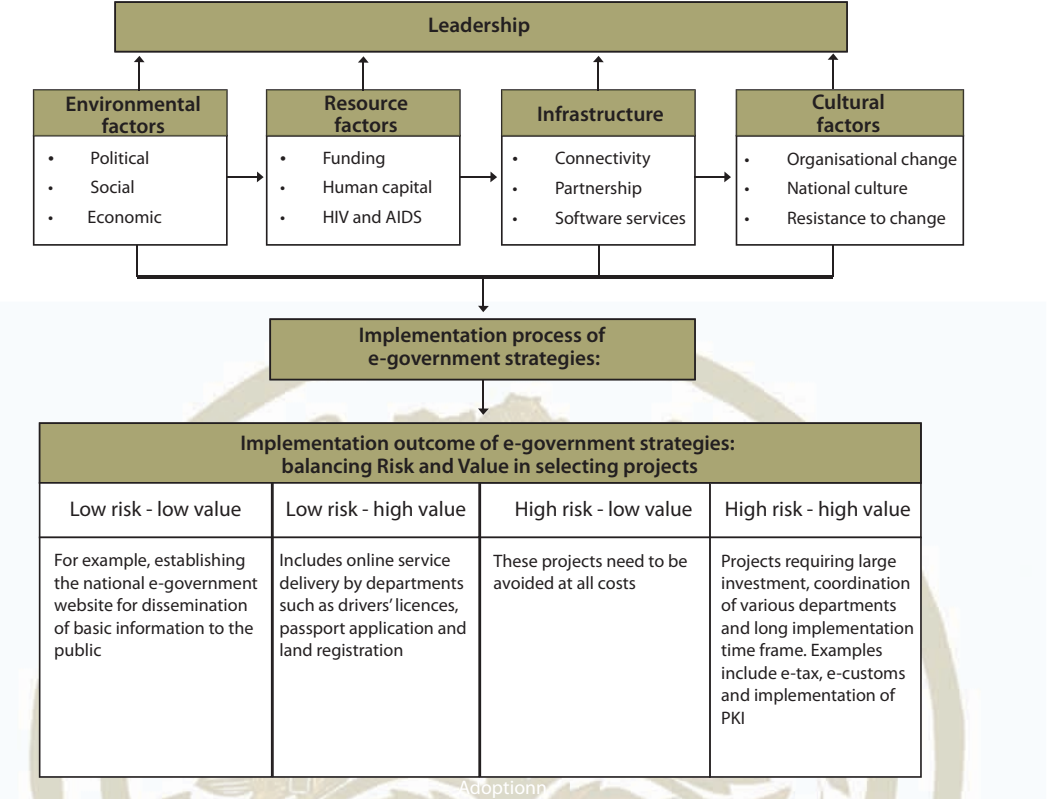 Leadership
Environmental
factors
• Political
• Social
• Economic
Resource
factors
• Funding
• Human capital
• HIV and AIDS
Infrastructure
• Connectivity
• Partnership
• Software services
Cultural
factors
• Organisational change
• National culture
• Resistance to change
Implementation process of
e-government strategies:
Implementation outcome of e-government strategies:
balancing Risk and Value in selecting projects
Low risk - low value
For example, establishing
the national e-government
website for dissemination
of basic information to the
public
Low risk - high value
Includes online service
delivery by departments
such as drivers’ licences,
passport application and
land registration
High risk - low value
These projects need to be
avoided at all costs
High risk - high value
Projects requiring large
investment, coordination
of various departments
and long implementation
time frame. Examples
include e-tax, e-customs
and implementation of
PKI
Adoptionn